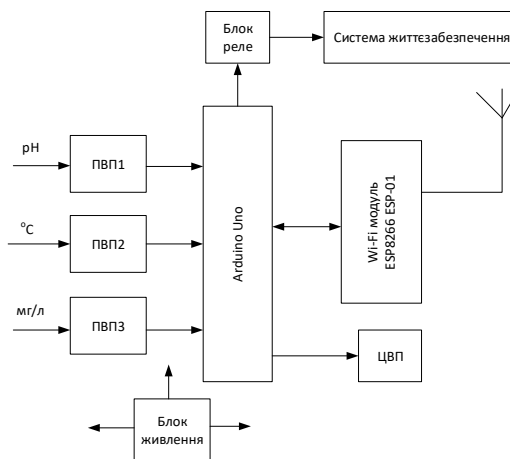 Блок
реле
Система життєзабезпечення
pH
ПВП1
°C
ПВП2
мг/л
ПВП3
Arduino Uno
Wi-Fi модуль
ESP8266 ESP-01
ЦВП
Блок
живлення